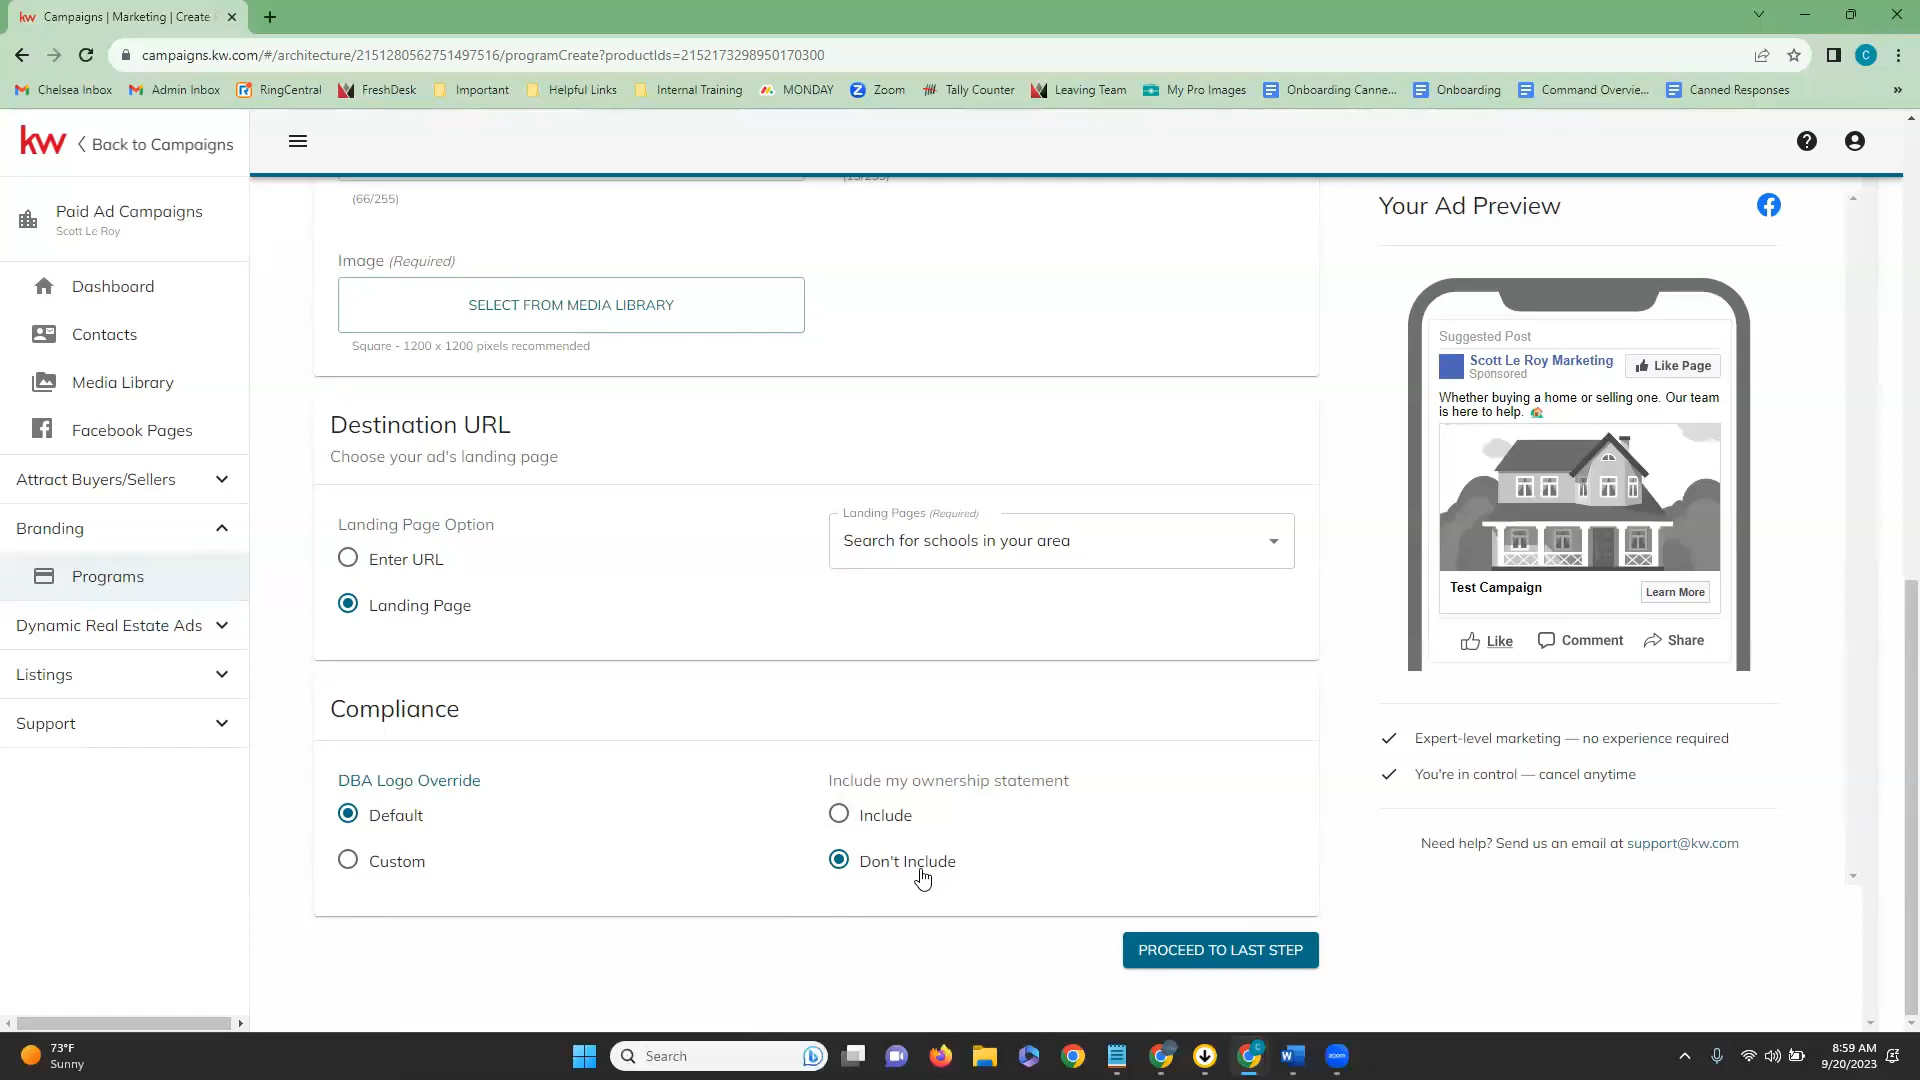 kw Campaigns | Marketing | Create
campaigns.kw.com/#/architecture/2151280562751497516/programCreate?productIds=2152173298950170300
C
Chelsea Inbox Admin Inbox RingCentral FreshDesk Important Helpful Links Internal Training MONDAY Zoom Tally Counter Leaving Team My Pro Images Onboarding Canne... Onboarding Command Overvie... Canned Responses »
kw Back to Campaigns
Paid Ad Campaigns
Scott Le Roy
Dashboard
Contacts
Media Library
Facebook Pages
Attract Buyers/Sellers
Branding
Programs
Dynamic Real Estate Ads
Listings
Support
(66/255)
Image (Required)
SELECT FROM MEDIA LIBRARY
Square - 1200 x 1200 pixels recommended
Destination URL
Choose your ad's landing page
Landing Page Option
Enter URL
Landing Page
Landing Pages (Required)
Search for schools in your area
Compliance
DBA Logo Override
Default
Custom
Include my ownership statement
Include
Don't Include
PROCEED TO LAST STEP
Your Ad Preview
Suggested Post
Scott Le Roy Marketing
Sponsored
Like Page
Whether buying a home or selling one. Our team
is here to help.
Test Campaign
Learn More
Like Comment Share
Expert-level marketing — no experience required
You're in control — cancel anytime
Need help? Send us an email at support@kw.com
73°F
Sunny
Search
zoom
8:59 AM
9/20/2023